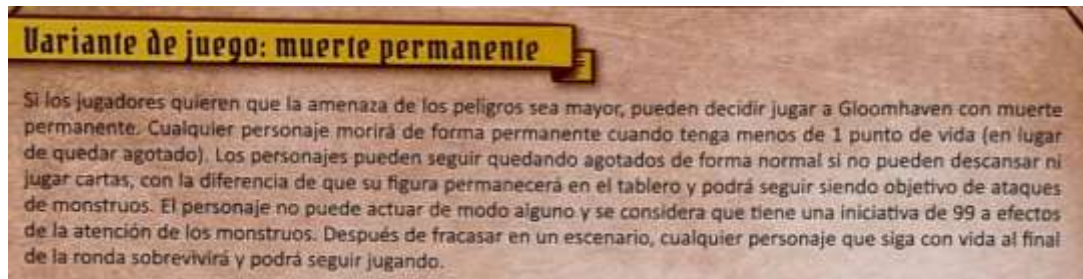 Variante de juego: muerte permanente
Si los jugadores quieren que la amenaza de los peligros sea mayor, pueden decidir jugar a Gloomhaven con muerte
permanente. Cualquier personaje morirá de forma permanente cuando tenga menos de 1 punto de vida (en lugar
de quedar agotado). Los personajes pueden seguir quedando agotados de forma normal si no pueden descansar ni
jugar cartas, con la diferencia de que su figura permanecerá en el tablero y podrá seguir siendo objetivo de ataques
de monstruos. El personaje no puede actuar de modo alguno y se considera que tiene una iniciativa de 99 a efectos
de la atención de los monstruos. Después de fracasar en un escenario, cualquier personaje que siga con vida al final
de la ronda sobrevivirá y podrá seguir jugando.